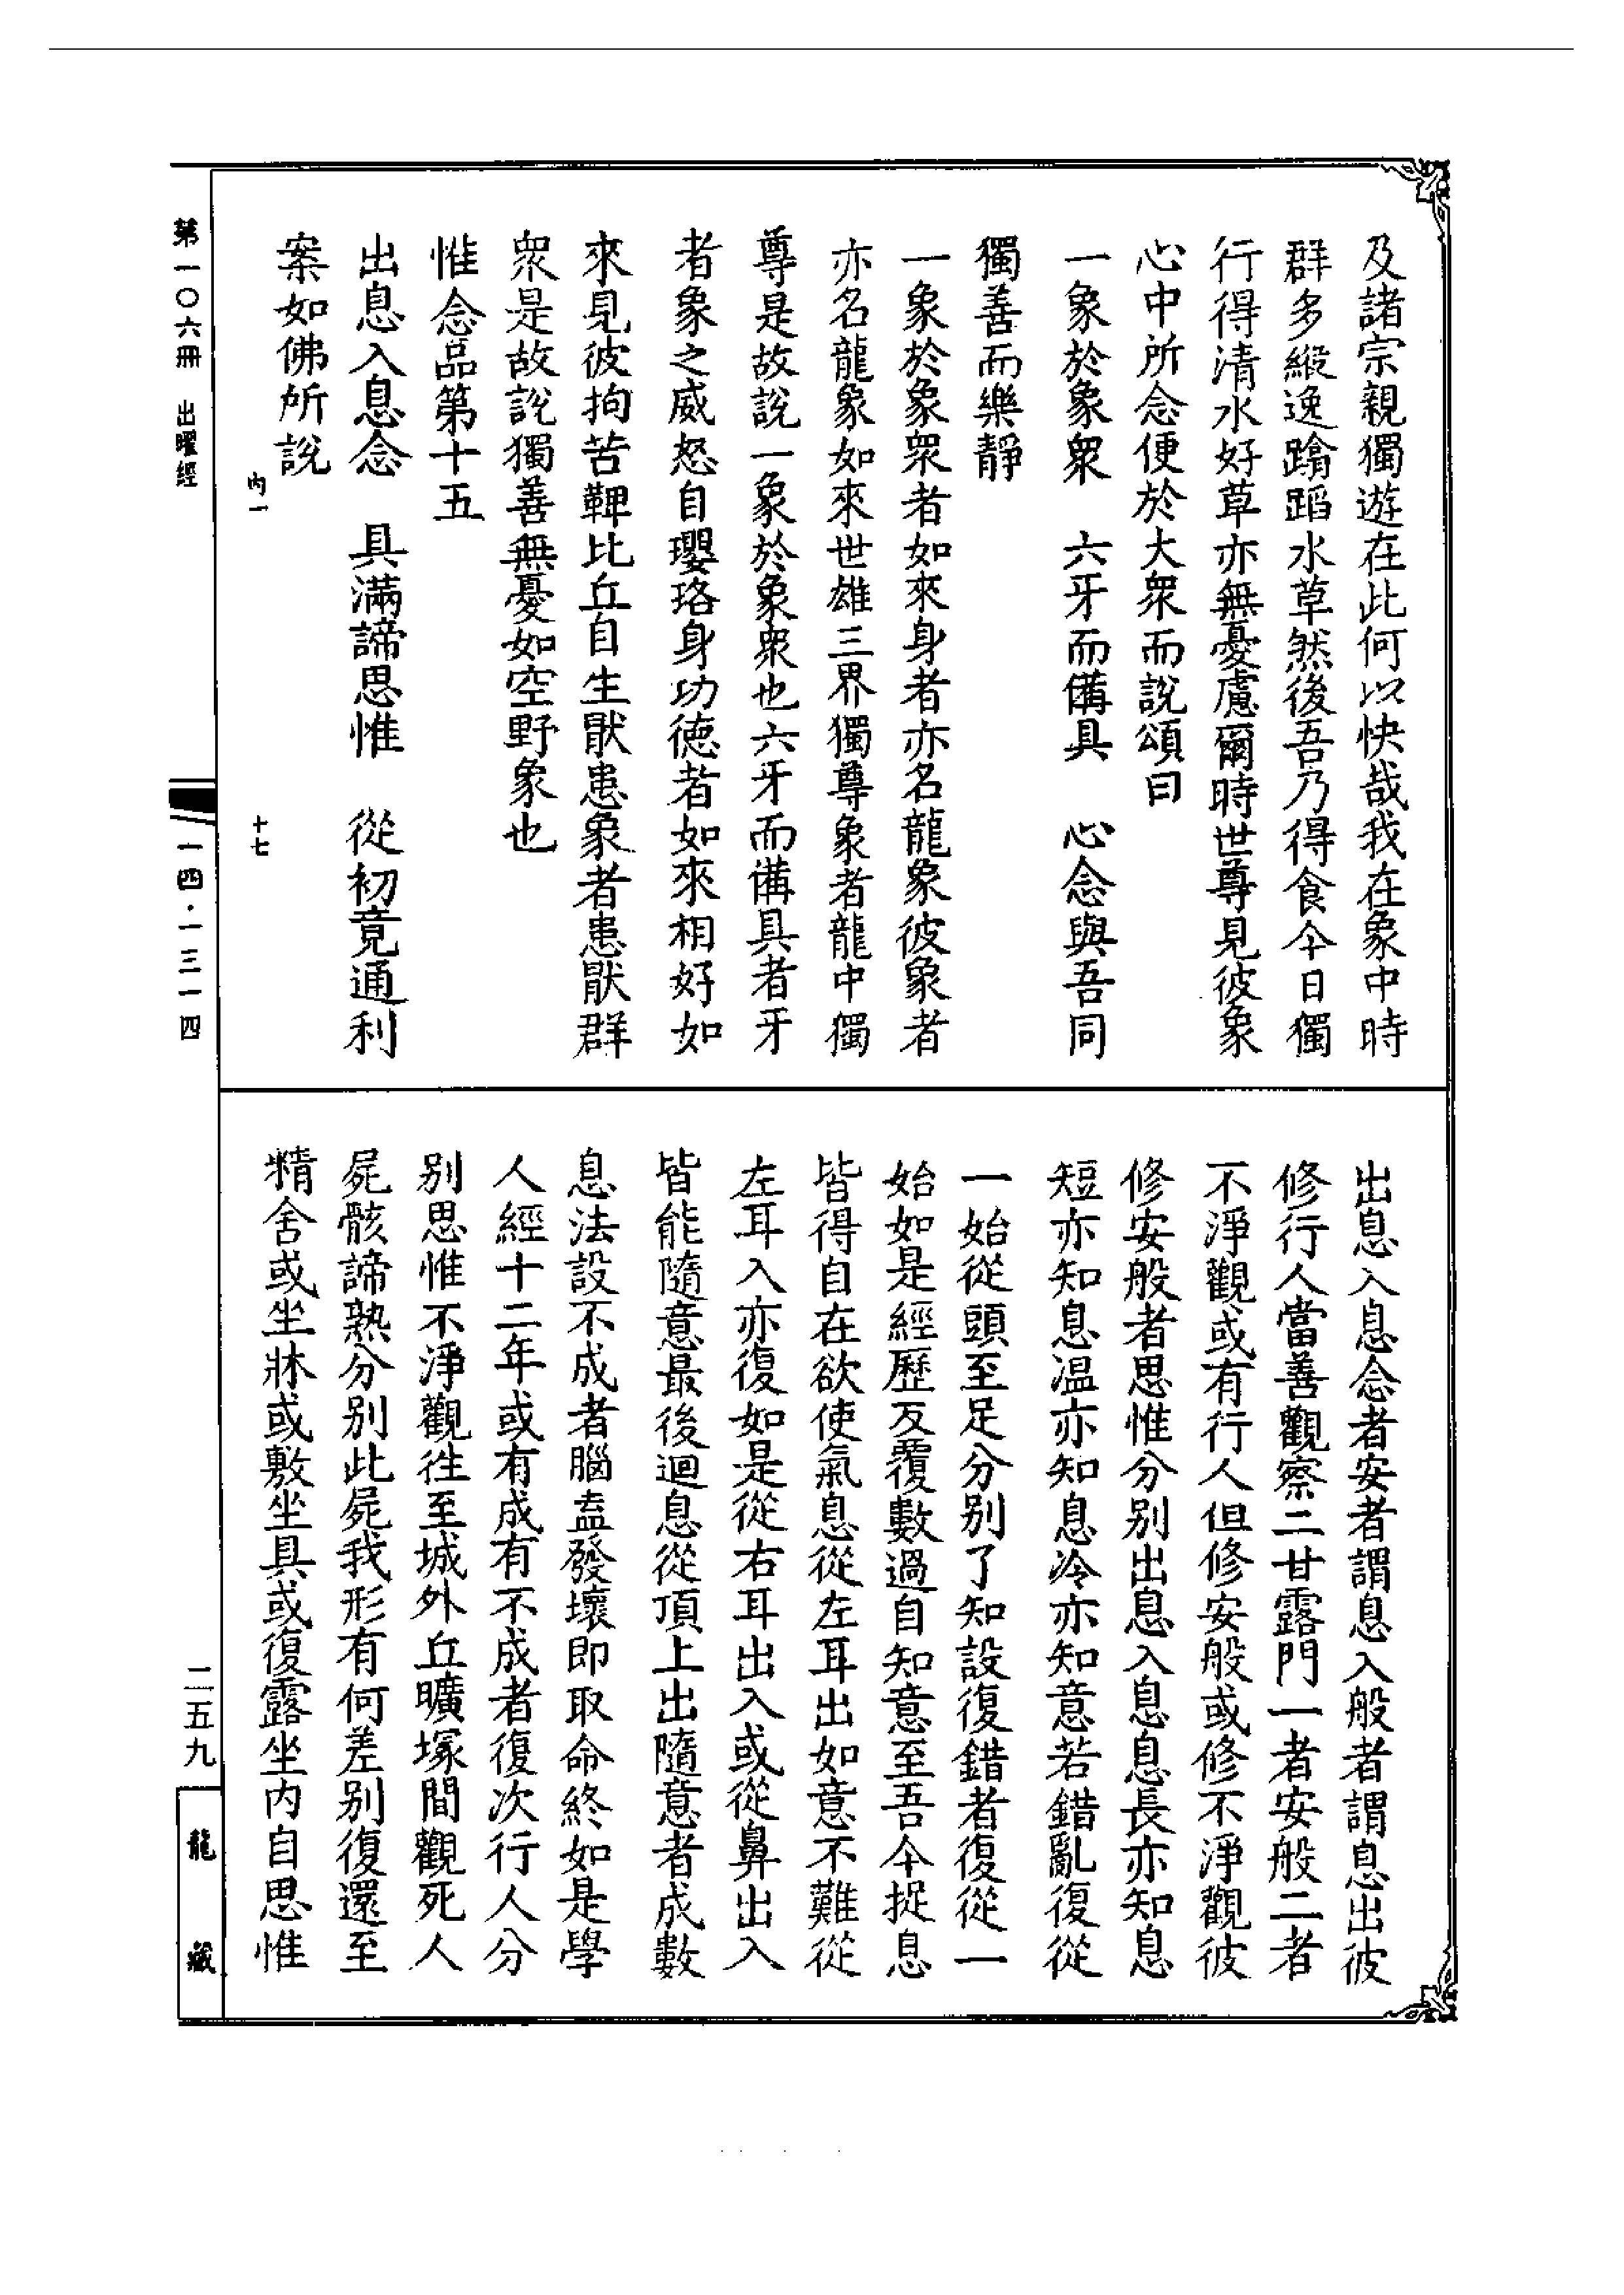 及諸宗親獨遊在此何以快哉我在象中時
群多緞逸踰蹈水草然後吾乃得食今日獨
行得清水好草亦無憂慮爾時世尊見彼象
心中所念便於大衆而說頌曰
一象於象衆　六牙而備具　心念與吾同
獨善而樂靜
一象於象衆者如來身者亦名龍象彼象者
亦名龍象如來世雄三界獨尊象者龍中獨
尊是故說一象於象衆也六牙而備具者牙
者象之威怒自瓔珞身功德者如來相好如
來見彼拘苦鞞比丘自生厭患象者患厭群
衆是故說獨善無憂如空野象也
惟念品第十五
出息入息念　具滿諦思惟　從初竟通利
案如佛所說
內一　十七
出息入息念者安者謂息入般者謂息出彼
修行人當善觀察二甘露門一者安般二者
不淨觀或有行人但修安般或修不淨觀彼
修安般者思惟分別出息入息息長亦知息
短亦知息溫亦知息冷亦知意若錯亂復從
一始從頭至足分別了知設復錯者復從一
始如是經歷反覆數過自知意至吾今捉息
皆得自在欲使氣息從左耳出如意不難從
左耳入亦復如是從右耳出入或從鼻出入
皆能隨意最後迴息從頂上出隨意者成數
息法設不成者腦盍發壞即取命終如是學
人經十二年或有成有不成者復次行人分
別思惟不淨觀往至城外丘曠塚間觀死人
屍骸諦熟分別此屍我形有何差別復還至
精舍或坐牀或敷坐具或復露坐內自思惟
第一〇六冊　出曜經
一四·一三一四
二五九
龍藏